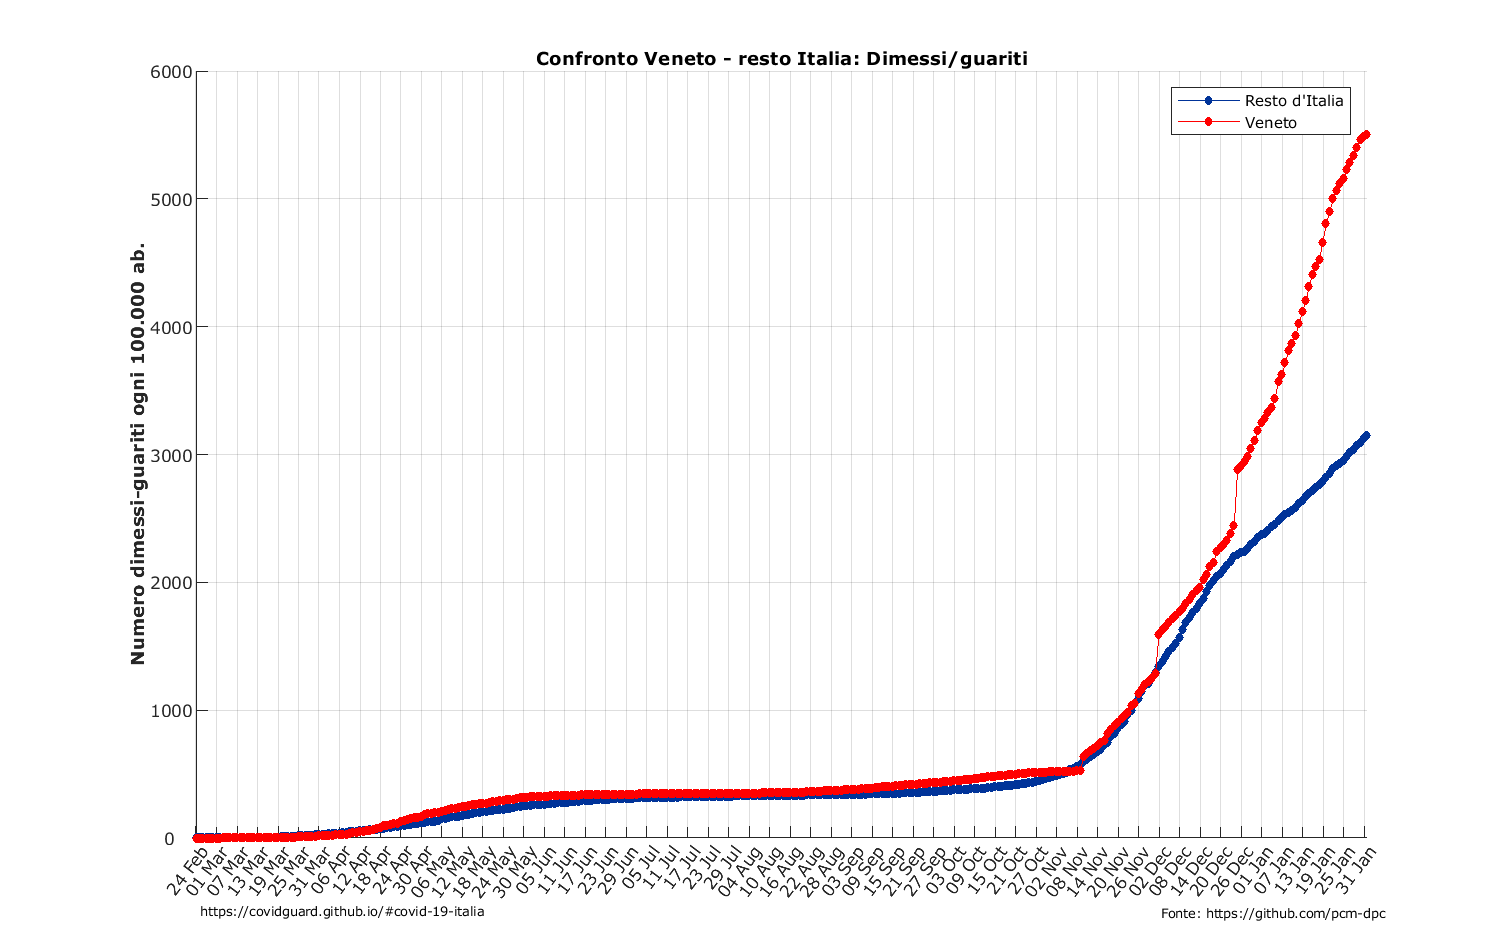 Confronto Veneto - resto Italia: Dimessi/guariti
Resto d'Italia
Veneto
Numero dimessi-guariti ogni 100.000 ab.
6000
5000
4000
3000
2000
1000
0
24 Feb
01 Mar
07 Mar
13 Mar
19 Mar
25 Mar
31 Mar
06 Apr
12 Apr
18 Apr
24 Apr
30 Apr
06 May
12 May
18 May
24 May
30 May
05 Jun
11 Jun
17 Jun
23 Jun
29 Jun
05 Jul
11 Jul
17 Jul
23 Jul
29 Jul
04 Aug
10 Aug
16 Aug
22 Aug
28 Aug
03 Sep
09 Sep
15 Sep
21 Sep
27 Sep
03 Oct
09 Oct
15 Oct
21 Oct
27 Oct
02 Nov
08 Nov
14 Nov
20 Nov
26 Nov
02 Dec
08 Dec
14 Dec
20 Dec
26 Dec
01 Jan
07 Jan
13 Jan
19 Jan
25 Jan
31 Jan
https://covidguard.github.io/#covid-19-italia
Fonte: https://github.com/pcm-dpc